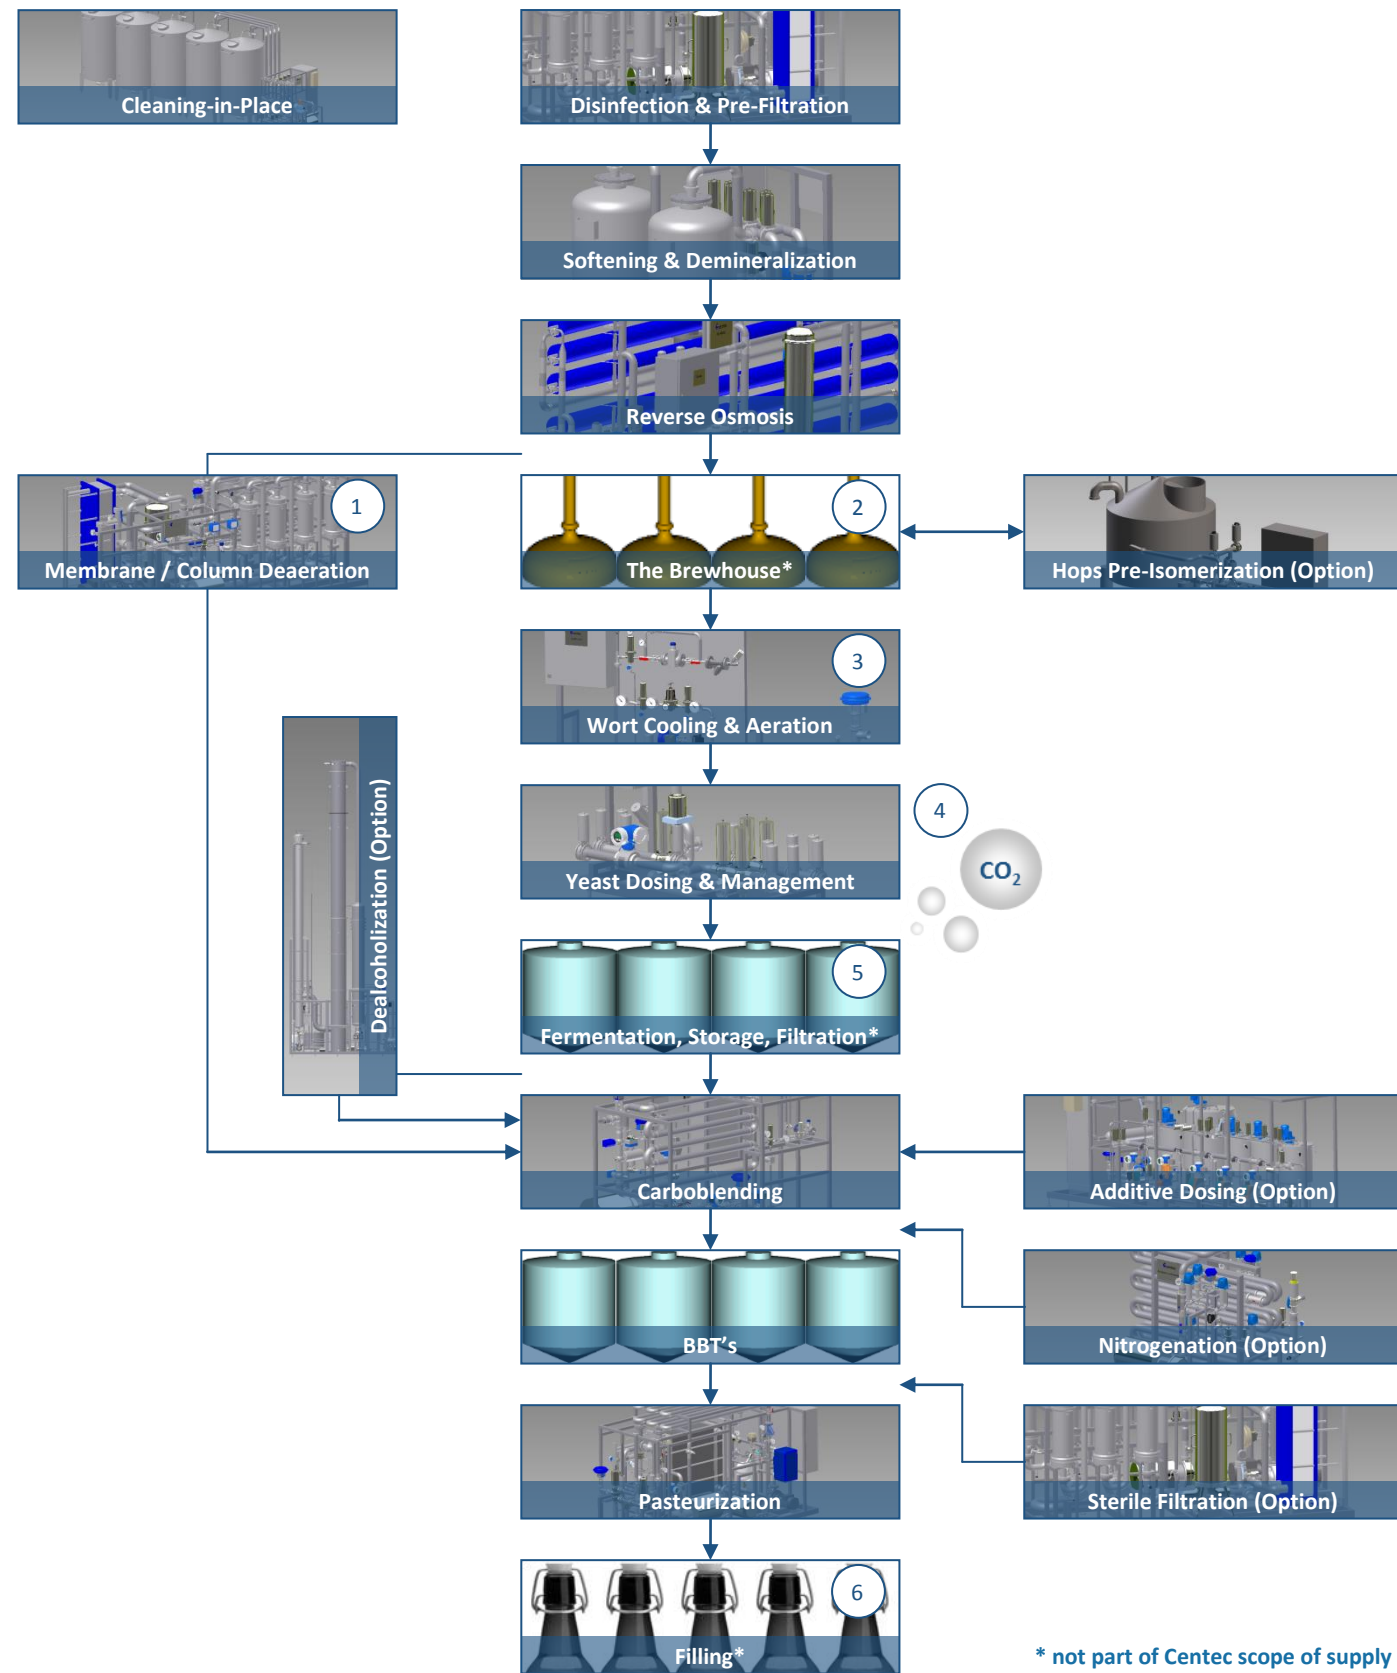 Cleaning-in-Place
Disinfection & Pre-Filtration
Softening & Demineralization
Reverse Osmosis
1
Membrane / Column Deaeration
2
The Brewhouse*
Hops Pre-Isomerization (Option)
3
Wort Cooling & Aeration
Dealcoholization (Option)
4
CO₂
Yeast Dosing & Management
5
Fermentation, Storage, Filtration*
Carboblending
Additive Dosing (Option)
BBT’s
Nitrogenation (Option)
Pasteurization
Sterile Filtration (Option)
6
Filling*
* not part of Centec scope of supply